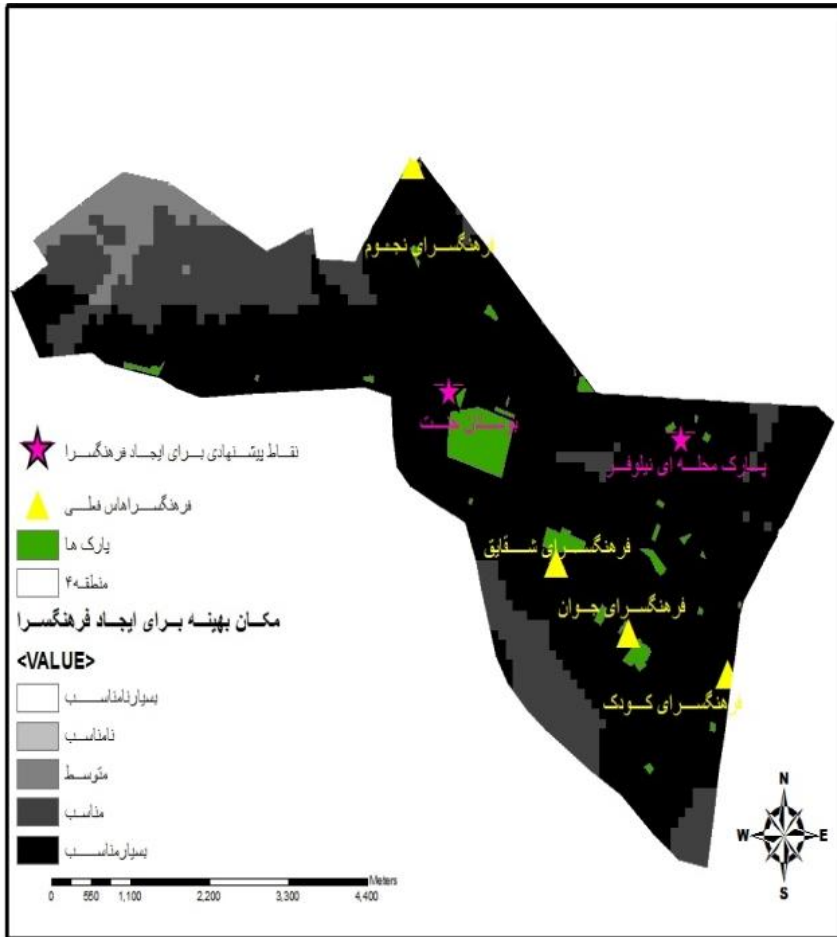 فرهنگسرای نجوم
بوستان ملت
پارک محله ای نیلوفر
فرهنگسرای شقایق
فرهنگسرای جوان
فرهنگسرای کودک
نقاط پیشنهادی برای ایجاد فرهنگسرا
فرهنگسراهاس فعلی
پارک ها
منطقه۴
مکان بهینه برای ایجاد فرهنگسرا
<VALUE>
بسیارنامناسب
نامناسب
متوسط
مناسب
بسیارمناسب
N
W E
S
Meters
0 550 1,100 2,200 3,300 4,400